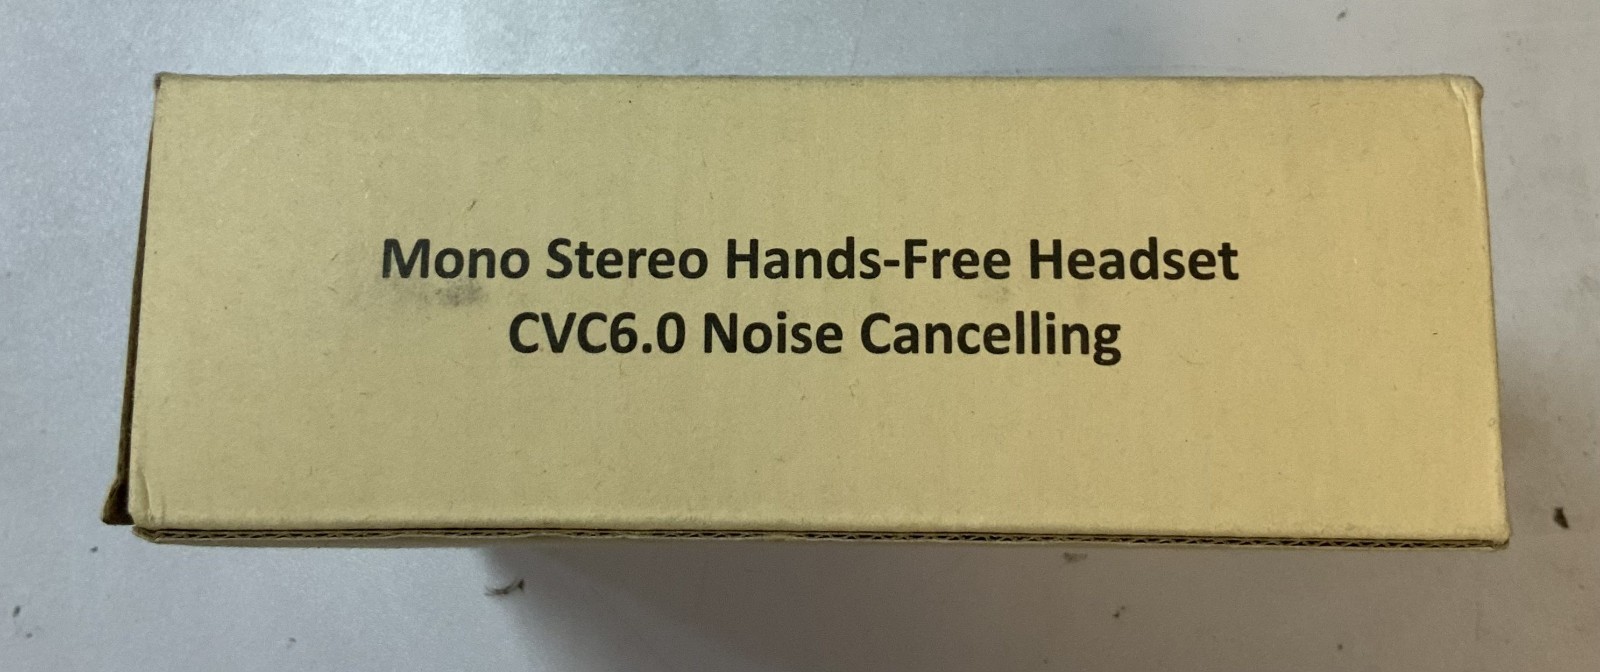 Mono Stereo Hands-Free Headset
CVC6.0 Noise Cancelling